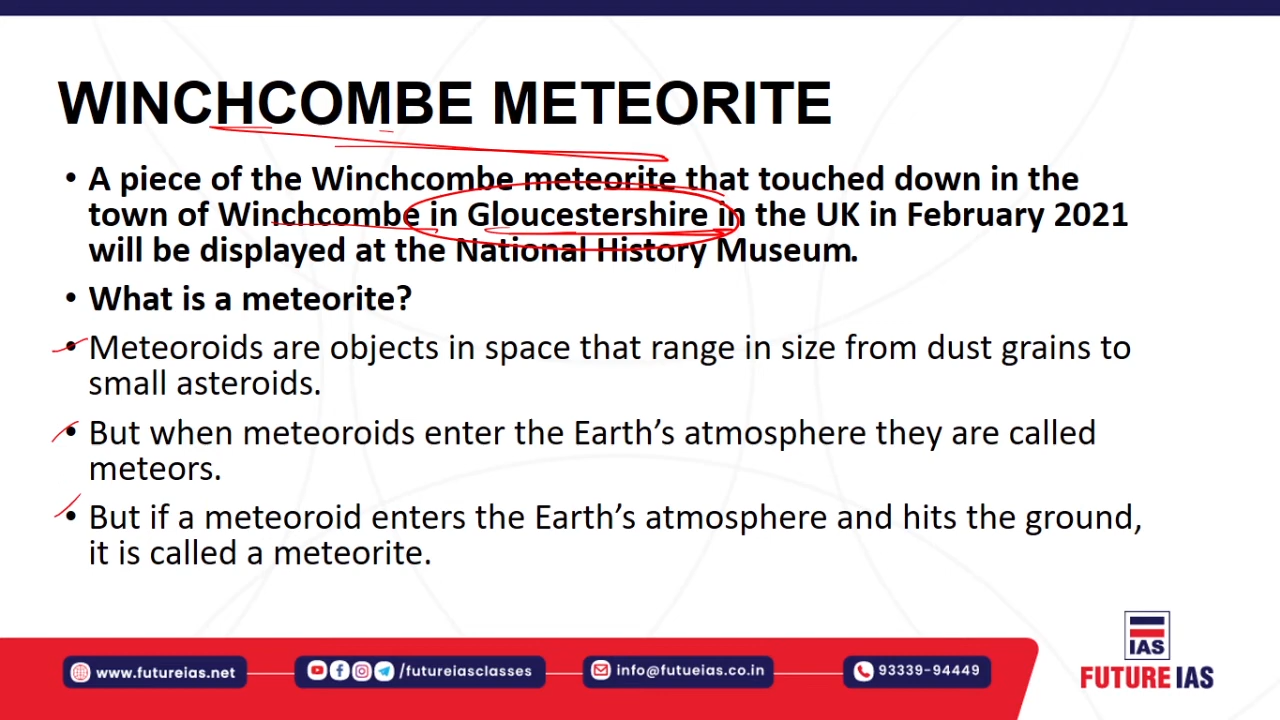 WINCHCOMBE METEORITE
• A piece of the Winchcombe meteorite that touched down in the
town of Winchcombe in Gloucestershire in the UK in February 2021
will be displayed at the National History Museum.
• What is a meteorite?
• Meteoroids are objects in space that range in size from dust grains to
small asteroids.
• But when meteoroids enter the Earth's atmosphere they are called
meteors.
• But if a meteoroid enters the Earth's atmosphere and hits the ground,
it is called a meteorite.
IAS
FUTURE IAS
www.futureias.net
/futureiasclasses
info@futueias.co.in
93339-94449